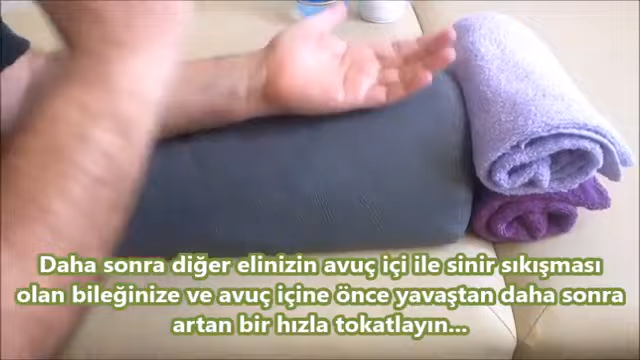 Daha sonra diğer elinizin avuç içi ile sinir sıkışması
olan bileğinize ve avuç içine önce yavaştan daha sonra
artan bir hızla tokatlayın...